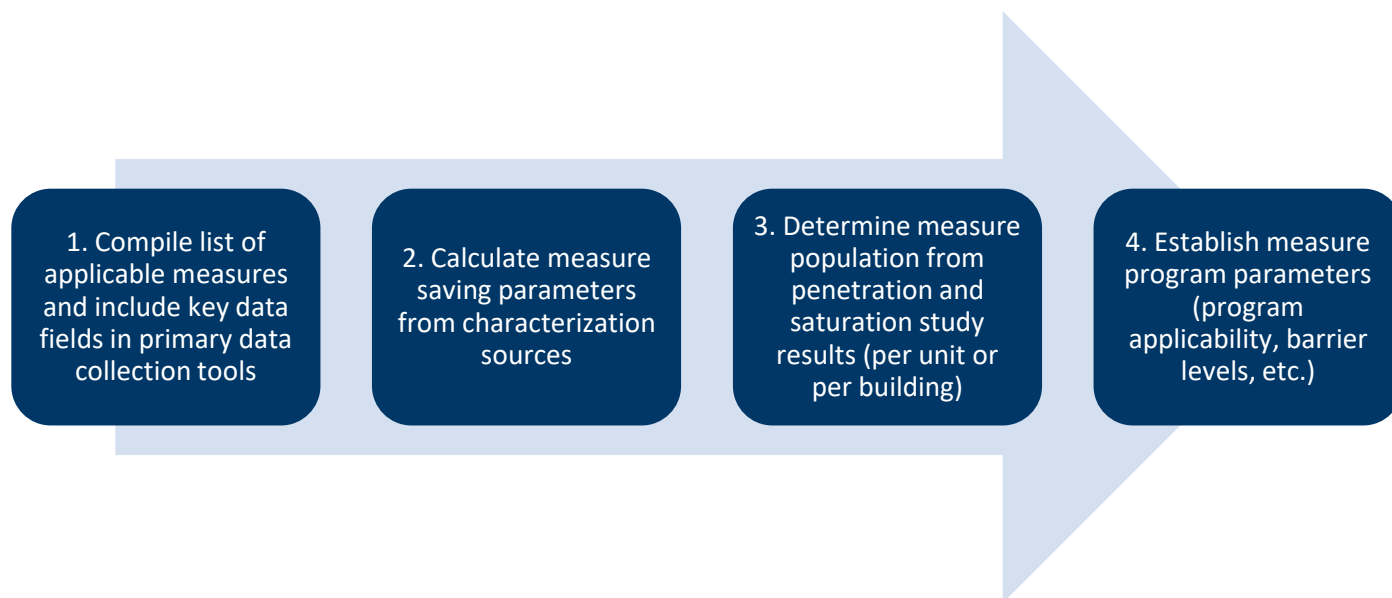 1. Compile list of
applicable measures
and include key data
fields in primary data
collection tools
2. Calculate measure
saving parameters
from characterization
sources
3. Determine measure
population from
penetration and
saturation study
results (per unit or
per building)
4. Establish measure
program parameters
(program
applicability, barrier
levels, etc.)